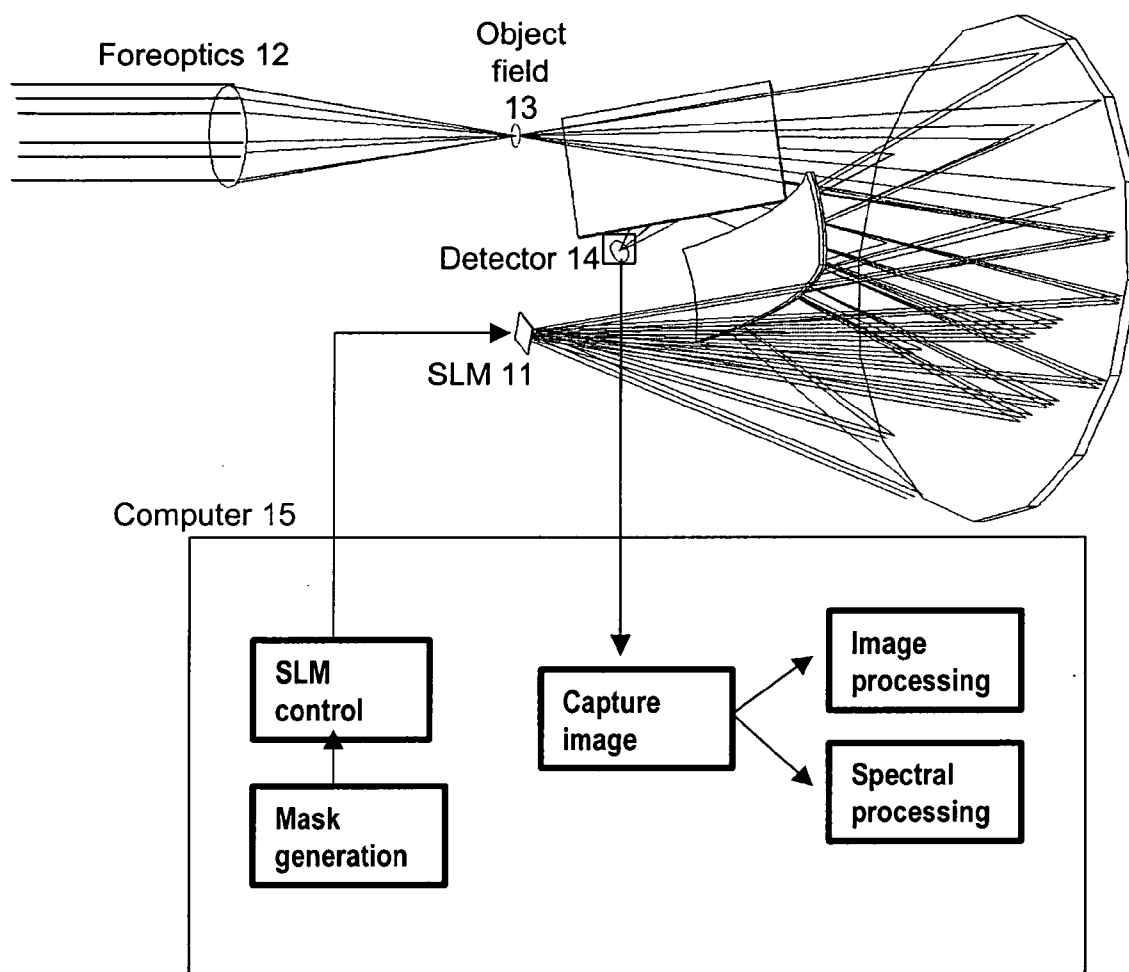 Foreoptics 12
Object
field
13
Detector 14
SLM 11
Computer 15
SLM
control
Mask
generation
Capture
image
Image
processing
Spectral
processing